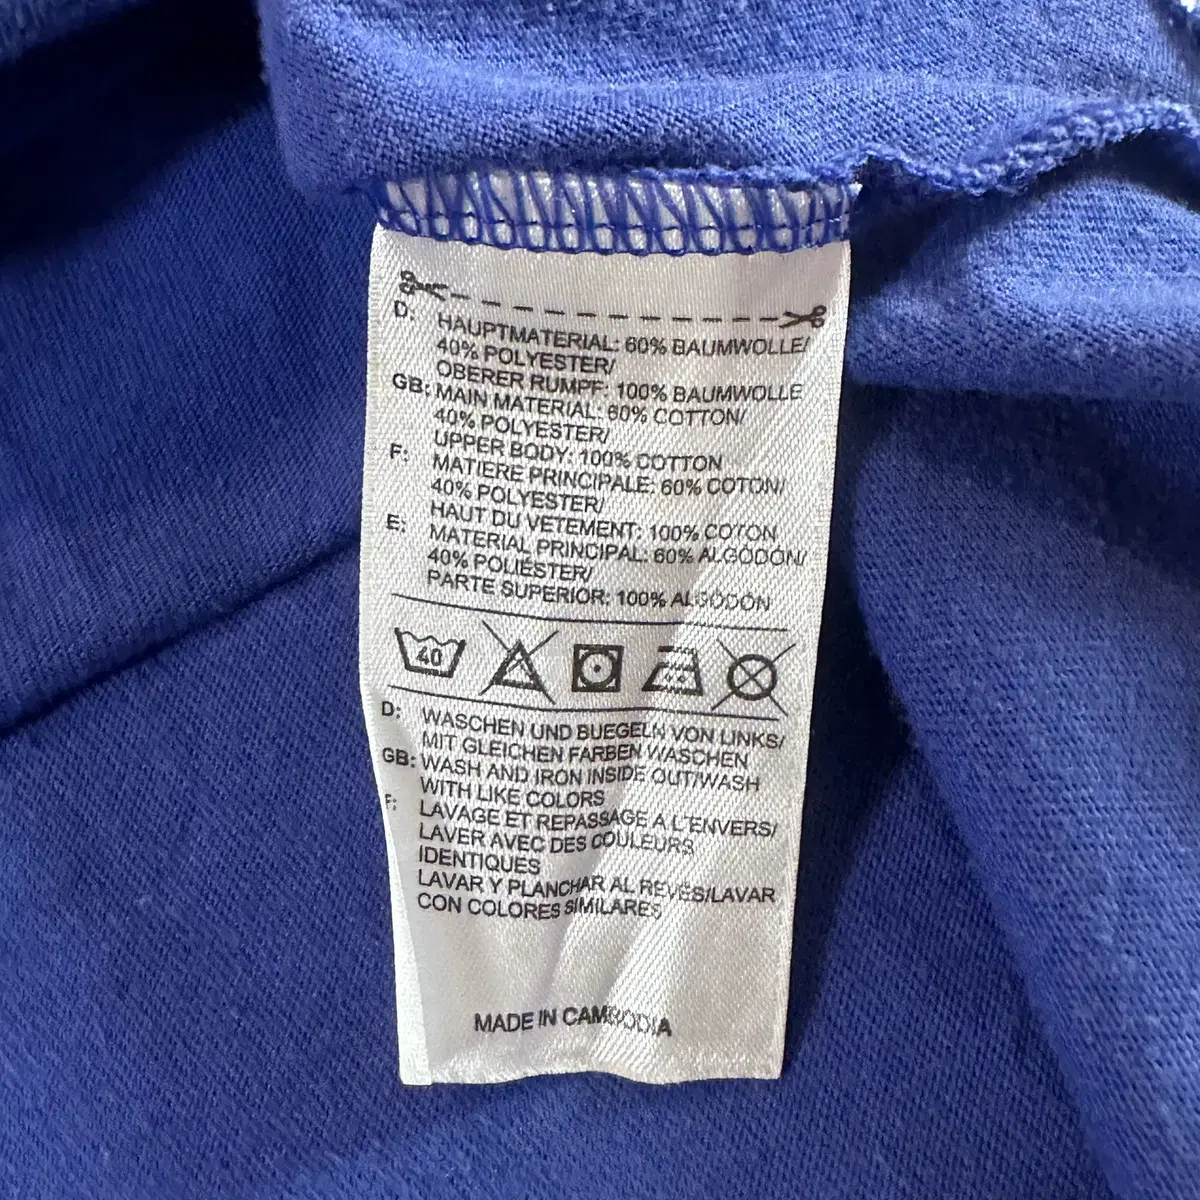 D: HAUPTMATERIAL: 60% BAUMWOLLE/
40% POLYESTER/
OBERER RUMPF: 100% BAUMWOLLE
GB: MAIN MATERIAL: 60% COTTON/
40% POLYESTER/
UPPER BODY: 100% COTTON
F: MATIERE PRINCIPALE: 60% COTON/
40% POLYESTER/
HAUT DU VETEMENT: 100% COTON
E: MATERIAL PRINCIPAL: 60% ALGODÓN/
40% POLIÉSTER/
PARTE SUPERIOR: 100% ALGODÓN
40
D: WASCHEN UND BUEGELN VON LINKS/
MIT GLEICHEN FARBEN WASCHEN
GB: WASH AND IRON INSIDE OUT/WASH
WITH LIKE COLORS
F: LAVAGE ET REPASSAGE A L'ENVERS/
LAVER AVEC DES COULEURS
IDENTIQUES
LAVAR Y PLANCHAR AL REVÉS/LAVAR
CON COLORES SIMILARES
MADE IN CAMBODIA